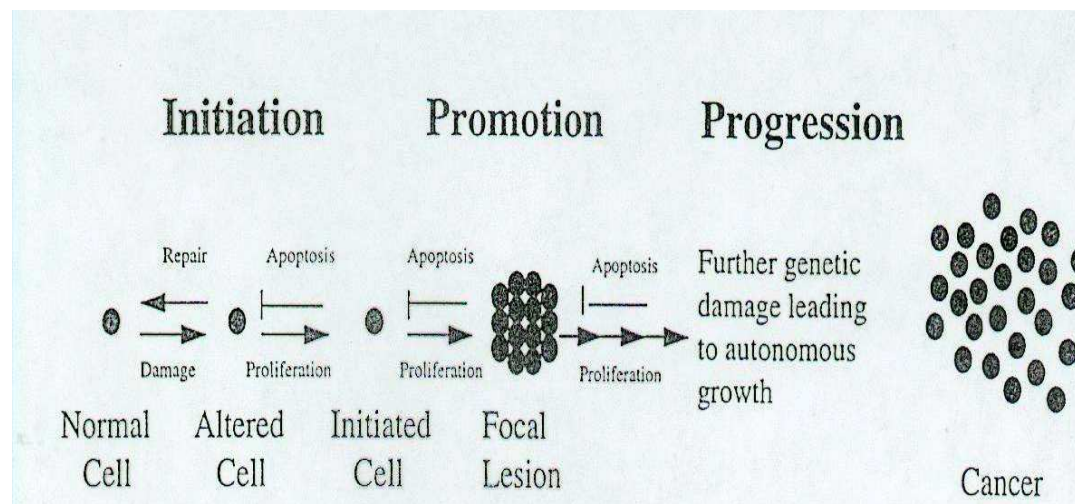 Initiation Promotion Progression
Repair Apoptosis Apoptosis Apoptosis
Damage Proliferation Proliferation Proliferation
Further genetic
damage leading
to autonomous
growth
Normal Altered Initiated Focal
Cell Cell Cell Lesion
Cancer